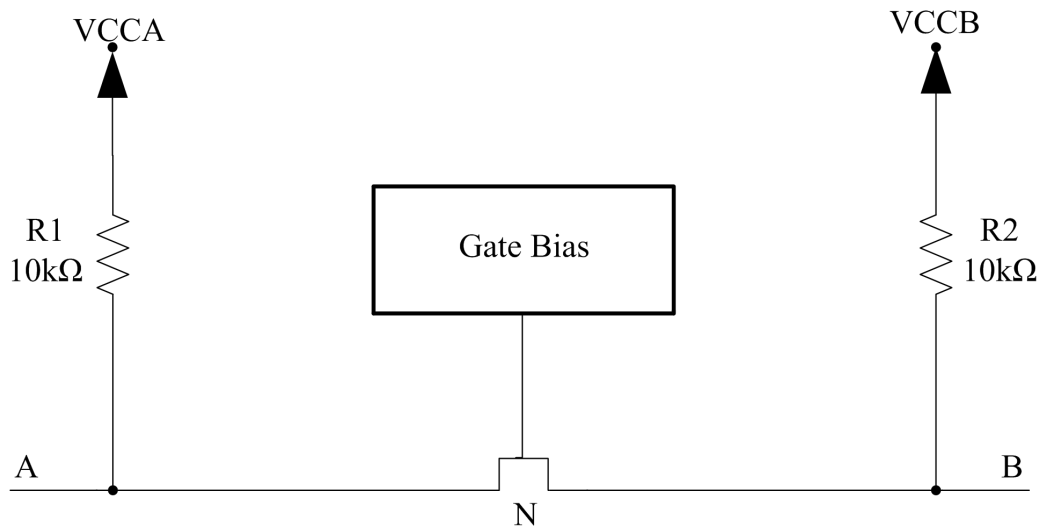 VCCA
VCCB
R1
10kΩ
Gate Bias
R2
10kΩ
A
B
N